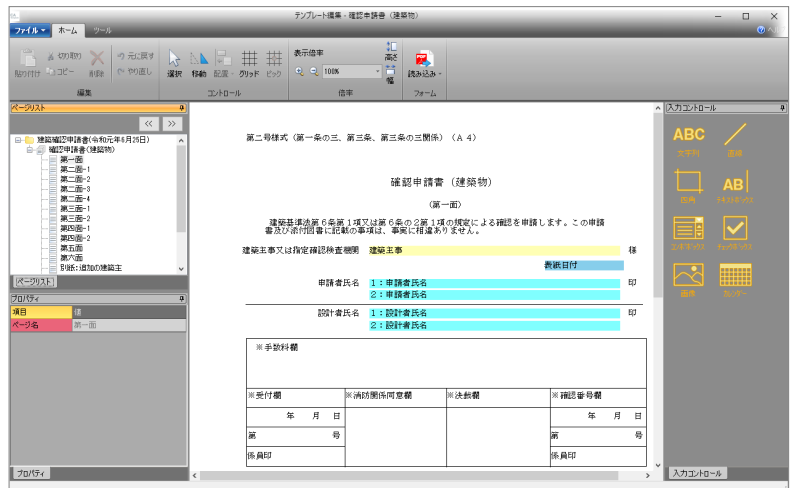 テンプレート編集 - 確認申請書（建築物）
ファイル ホーム ツール
ヘルプ
貼り付け 切り取り コピー 削除 元に戻す やり直し
選択 移動 配置 グリッド ピック
表示倍率
100%
高さ
幅
読み込み
編集 コントロール 倍率 フォーム
ページリスト
<< >>
建築確認申請書(令和元年6月25日)
確認申請書(建築物)
第一面
第二面-1
第二面-2
第二面-3
第二面-4
第三面-1
第三面-2
第四面-1
第四面-2
第五面
第六面
別紙:追加の建築主
ページリスト
プロパティ
項目 値
ページ名 第一面
プロパティ
第二号様式（第一条の三、第三条、第三条の三関係）（Ａ４）
確認申請書（建築物）
（第一面）
建築基準法第６条第１項又は第６条の２第１項の規定による確認を申請します。この申請
書及び添付図書に記載の事項は、事実に相違ありません。
建築主事又は指定確認検査機関 建築主事 様
表紙日付
申請者氏名 １：申請者氏名 印
２：申請者氏名
設計者氏名 １：設計者氏名 印
２：設計者氏名
※手数料欄
※受付欄 ※消防関係同意欄 ※決裁欄 ※確認番号欄
年 月 日 年 月 日
第 号 第 号
係員印 係員印
入力コントロール
ABC
文字列 直線
AB
四角 テキストボックス
コンボボックス チェックボックス
画像 カレンダー
入力コントロール